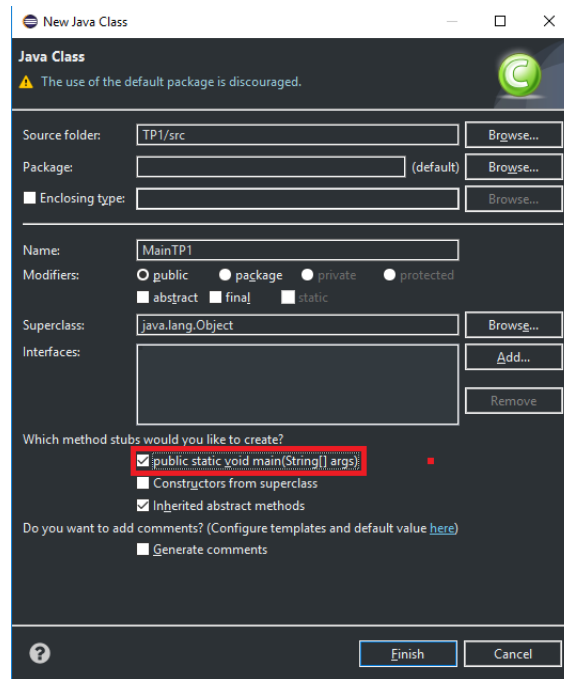 New Java Class
Java Class
The use of the default package is discouraged.
Source folder: TP1/src Browse...
Package: (default) Browse...
Enclosing type: Browse...
Name: MainTP1
Modifiers: public package private protected
abstract final static
Superclass: java.lang.Object Browse...
Interfaces: Add...
Remove
Which method stubs would you like to create?
public static void main(String[] args)
Constructors from superclass
Inherited abstract methods
Do you want to add comments? (Configure templates and default value here)
Generate comments
? Finish Cancel